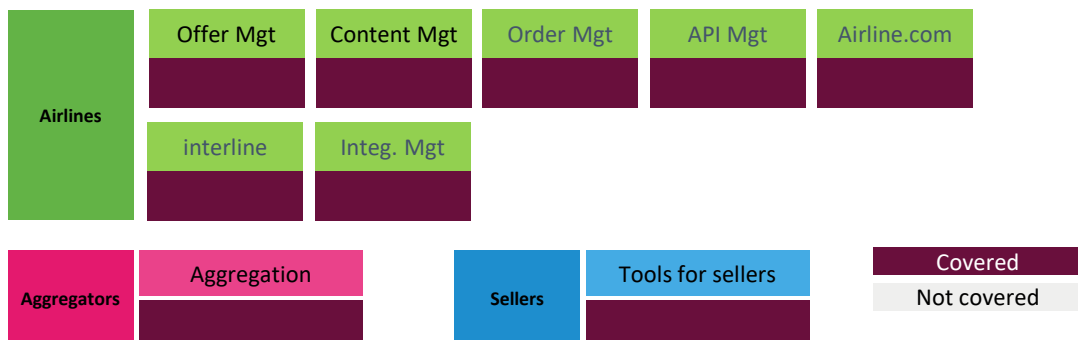 Offer Mgt
Content Mgt
Order Mgt
API Mgt
Airline.com
Airlines
interline
Integ. Mgt
Aggregators
Aggregation
Sellers
Tools for sellers
Covered
Not covered